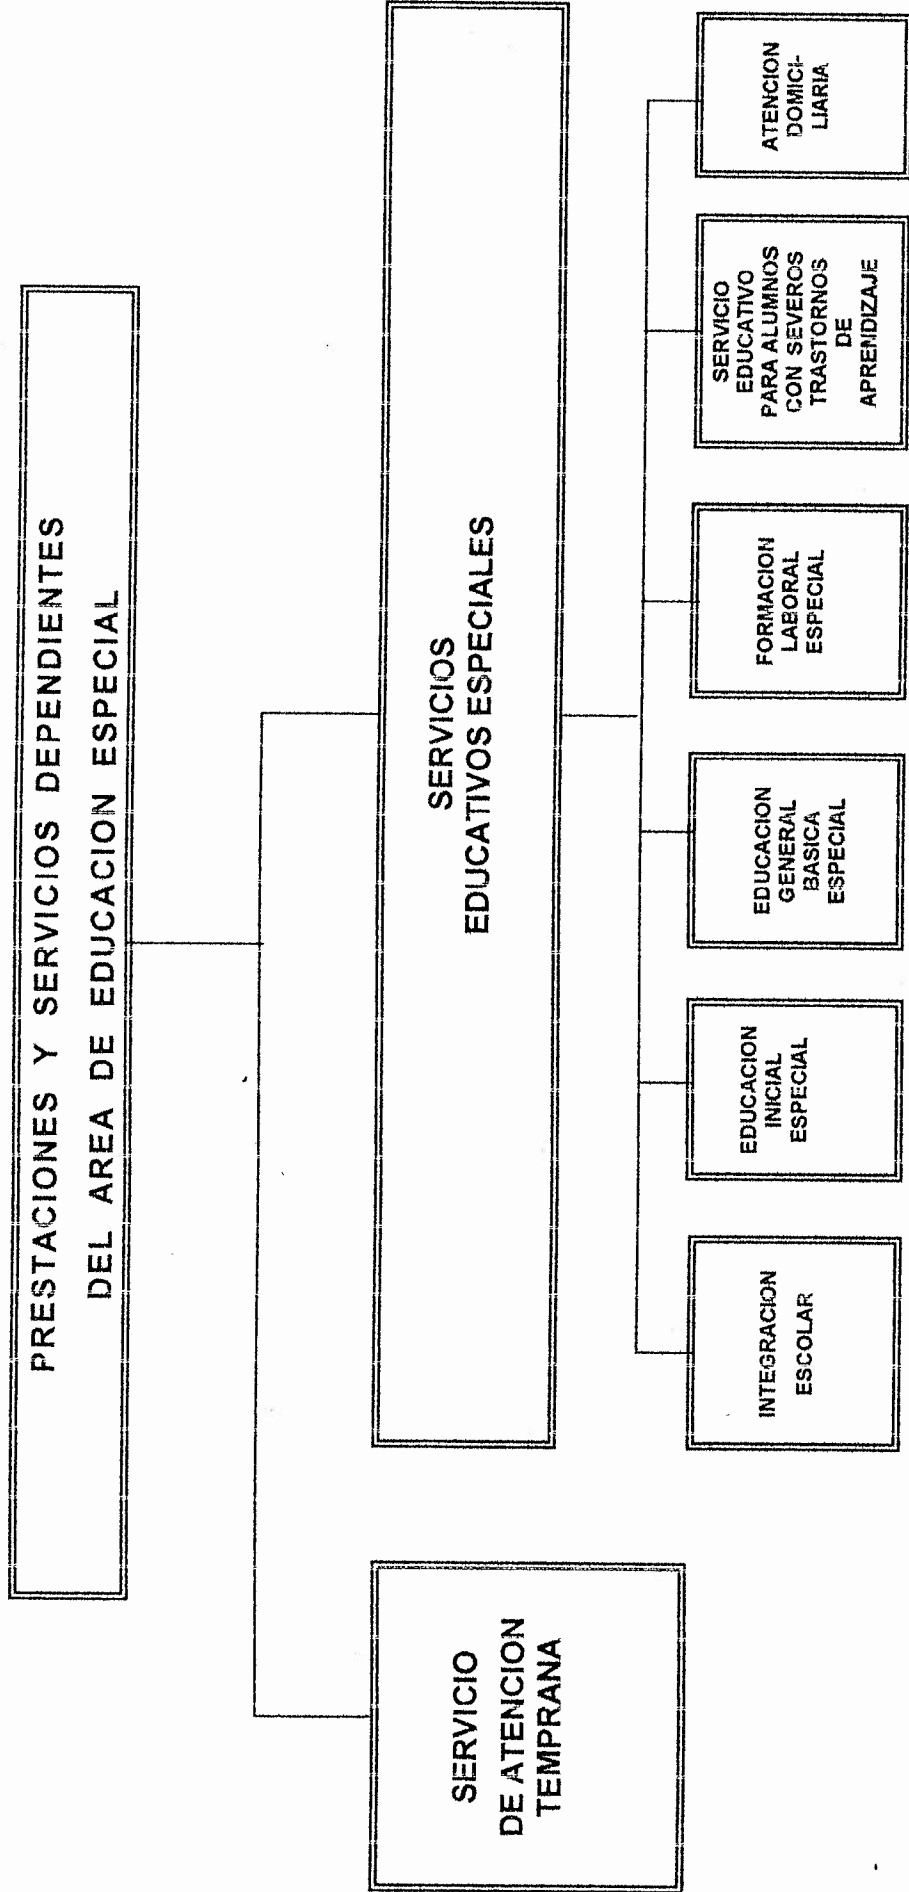 PRESTACIONES Y SERVICIOS DEPENDIENTES
DEL AREA DE EDUCACION ESPECIAL
SERVICIO
DE ATENCION
TEMPRANA
SERVICIOS
EDUCATIVOS ESPECIALES
INTEGRACION
ESCOLAR
EDUCACION
INICIAL
ESPECIAL
EDUCACION
GENERAL
BASICA
ESPECIAL
FORMACION
LABORAL
ESPECIAL
SERVICIO
EDUCATIVO
PARA ALUMNOS
CON SEVEROS
TRASTORNOS
DE
APRENDIZAJE
ATENCION
DOMICI-
LIARIA